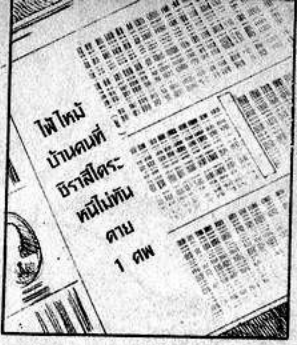 ไฟไหม้
บ้านคนที่
ชิราสึโดระ
หนีไม่ทัน
ตาย
1 ศพ